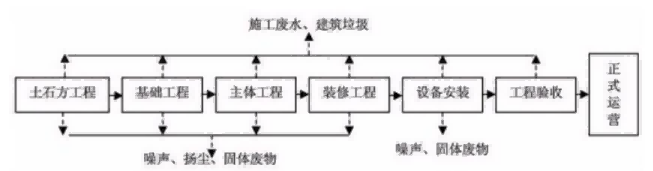 施工废水、建筑垃圾
土石方工程
基础工程
主体工程
装修工程
设备安装
工程验收
正式运营
噪声、扬尘、固体废物
噪声、固体废物